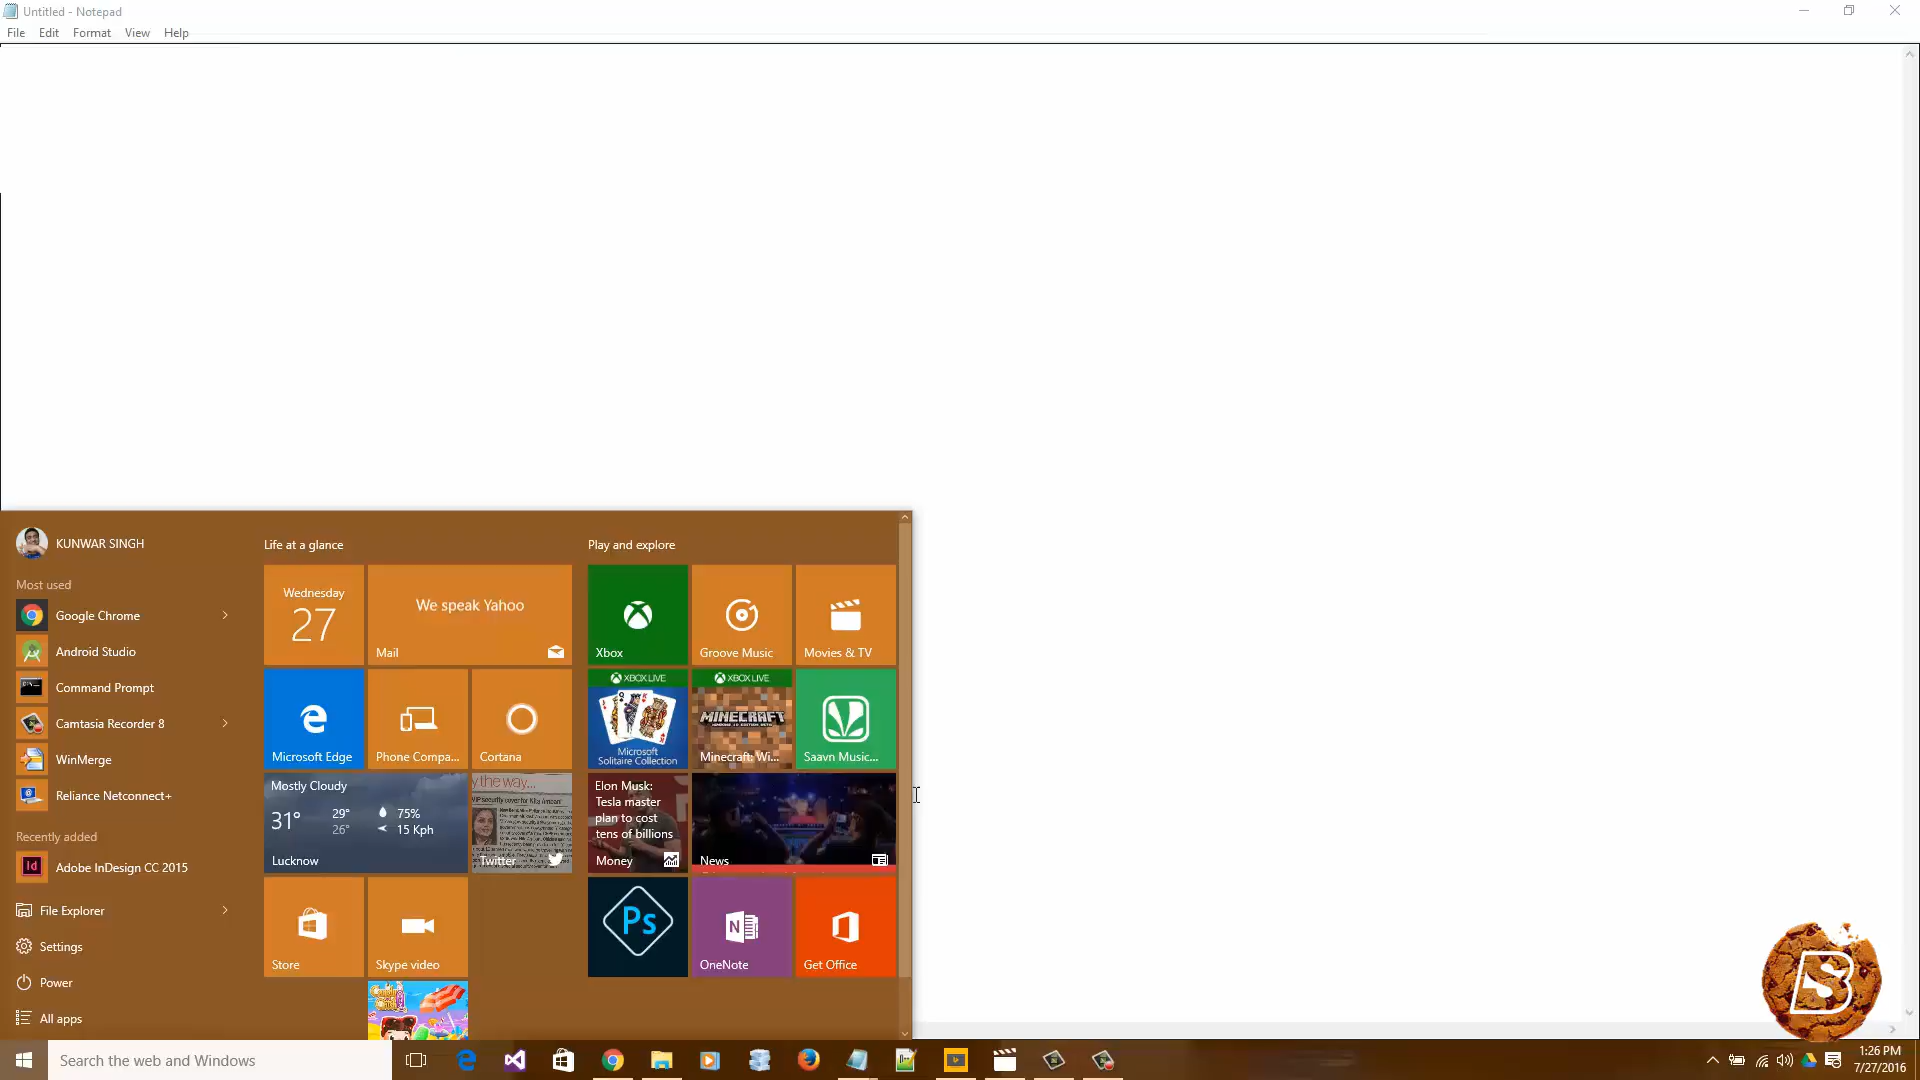 Untitled - Notepad
File Edit Format View Help
KUNWAR SINGH
Most used
Google Chrome
Android Studio
Command Prompt
Camtasia Recorder 8
WinMerge
Reliance Netconnect+
Recently added
Adobe InDesign CC 2015
File Explorer
Settings
Power
All apps
Life at a glance
Wednesday
27
We speak Yahoo
Mail
Microsoft Edge
Phone Compa...
Cortana
Mostly Cloudy
31° 29° 75%
26° 15 Kph
Lucknow
y the way...
Twitter
Store
Skype video
Play and explore
Xbox
Groove Music
Movies & TV
XBOX LIVE
Microsoft
Solitaire Collection
XBOX LIVE
MINECRAFT
Minecraft: Wi...
Saavn Music...
Elon Musk:
Tesla master
plan to cost
tens of billions
Money
News
Ps
OneNote
Get Office
Search the web and Windows
1:26 PM
7/27/2016